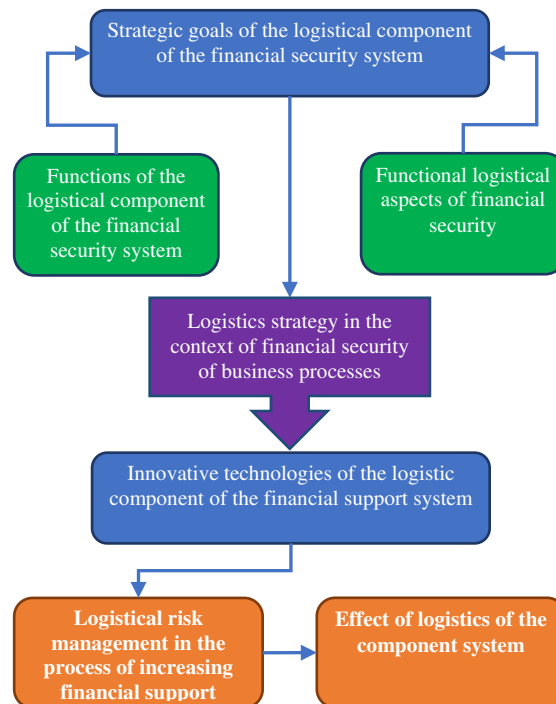 Strategic goals of the logistical component
of the financial security system
Functions of the
logistical component
of the financial
security system
Functional logistical
aspects of financial
security
Logistics strategy in the
context of financial security
of business processes
Innovative technologies of the logistic
component of the financial support system
Logistical risk
management in the
process of increasing
financial support
Effect of logistics of the
component system